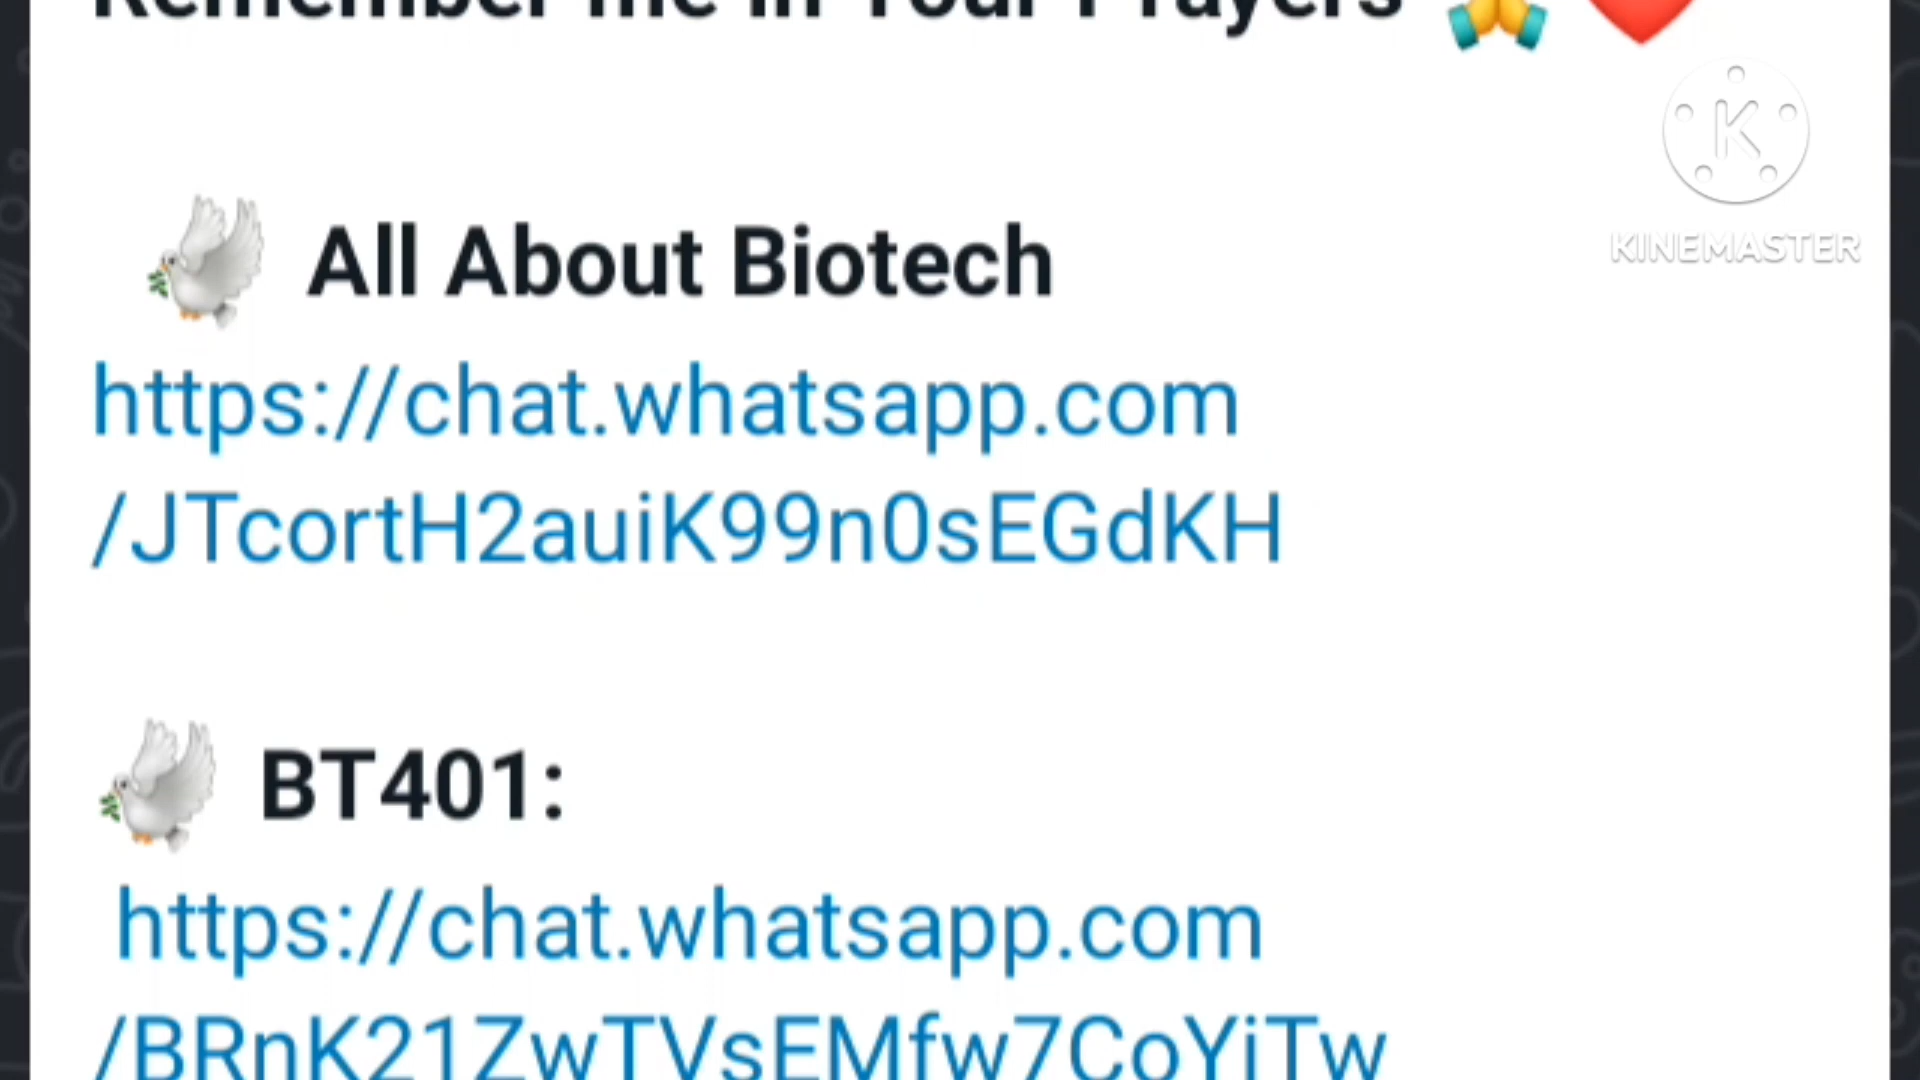 Remember me in Your Prayers 🙏 ❤️
K
KINEMASTER
🕊️ All About Biotech
https://chat.whatsapp.com
/JTcortH2auiK99n0sEGdKH
🕊️ BT401:
https://chat.whatsapp.com
/BRnK21ZwTVsEMfw7CoYiTw